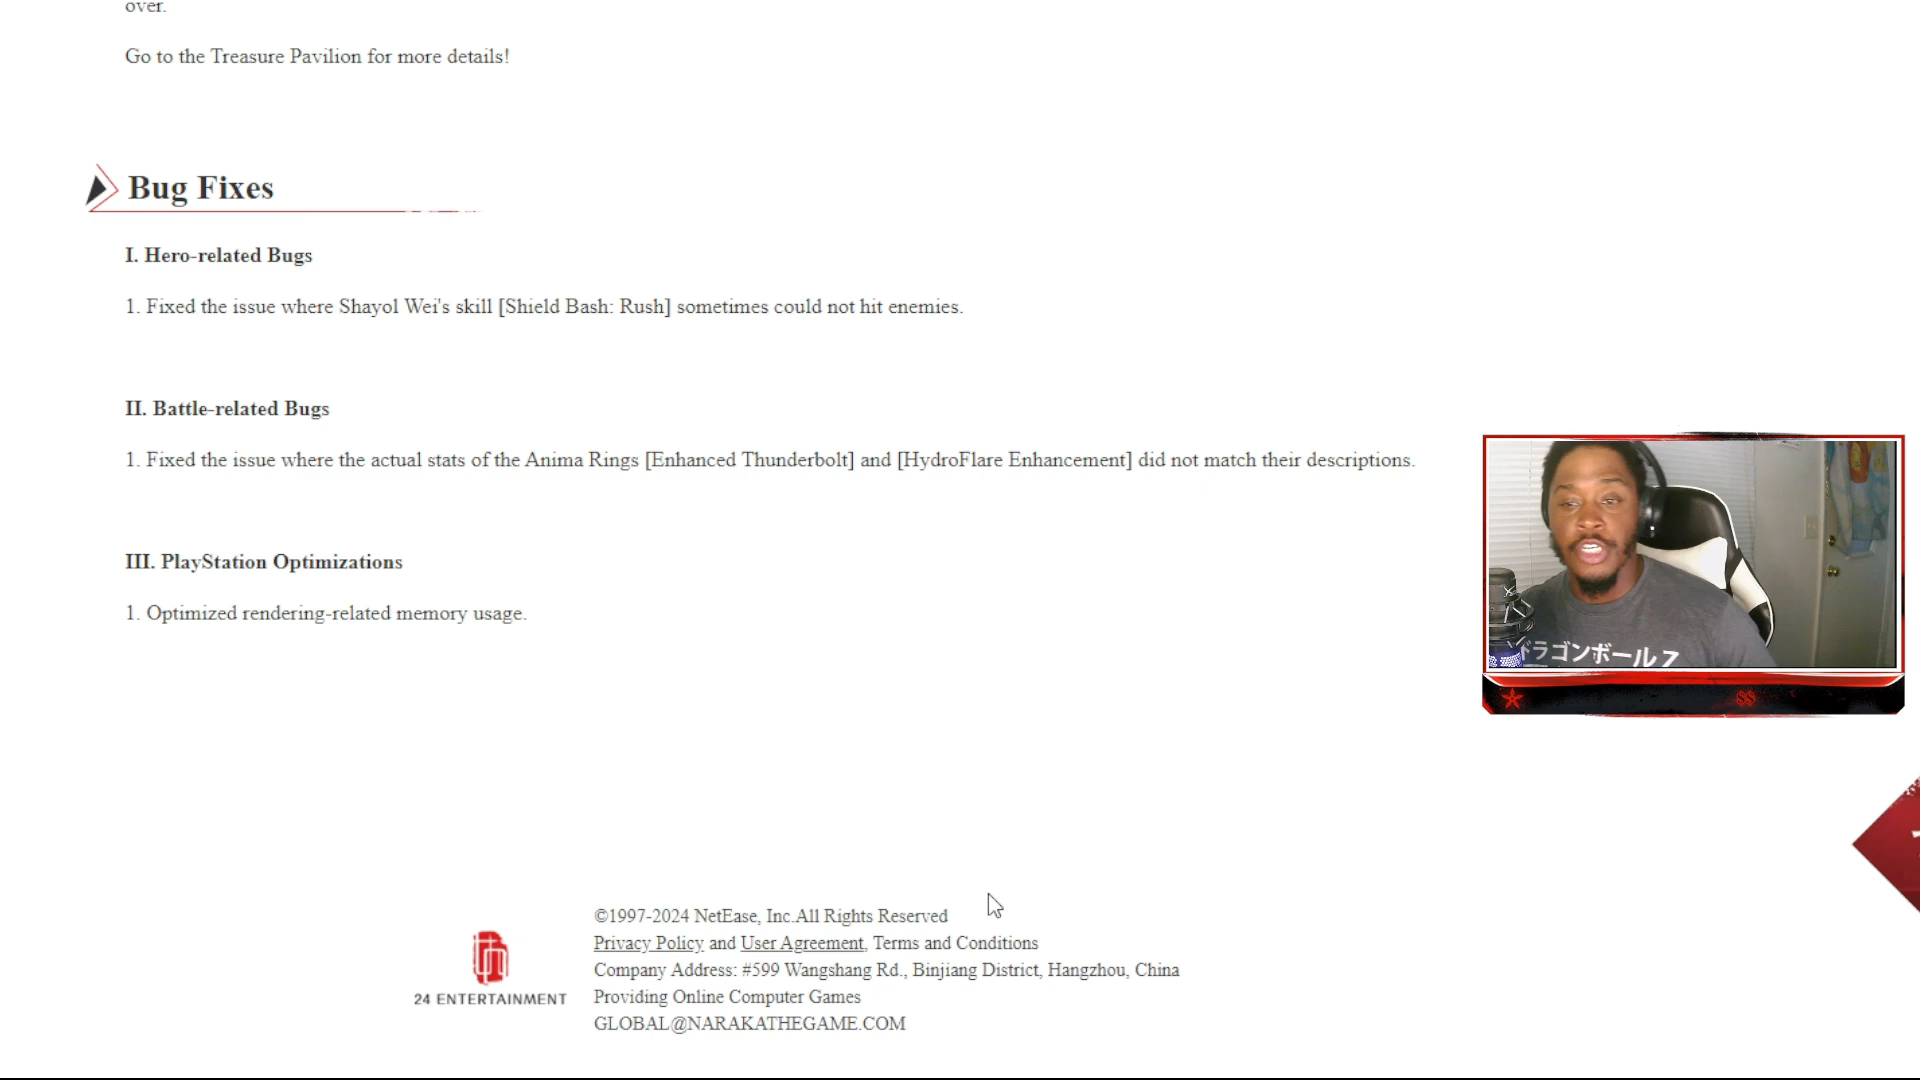 over.
Go to the Treasure Pavilion for more details!
Bug Fixes
I. Hero-related Bugs
1. Fixed the issue where Shayol Wei's skill [Shield Bash: Rush] sometimes could not hit enemies.
II. Battle-related Bugs
1. Fixed the issue where the actual stats of the Anima Rings [Enhanced Thunderbolt] and [HydroFlare Enhancement] did not match their descriptions.
III. PlayStation Optimizations
1. Optimized rendering-related memory usage.
ドラゴンボールZ
©1997-2024 NetEase, Inc.All Rights Reserved
Privacy Policy and User Agreement, Terms and Conditions
Company Address: #599 Wangshang Rd., Binjiang District, Hangzhou, China
Providing Online Computer Games
GLOBAL@NARAKATHEGAME.COM
24 ENTERTAINMENT